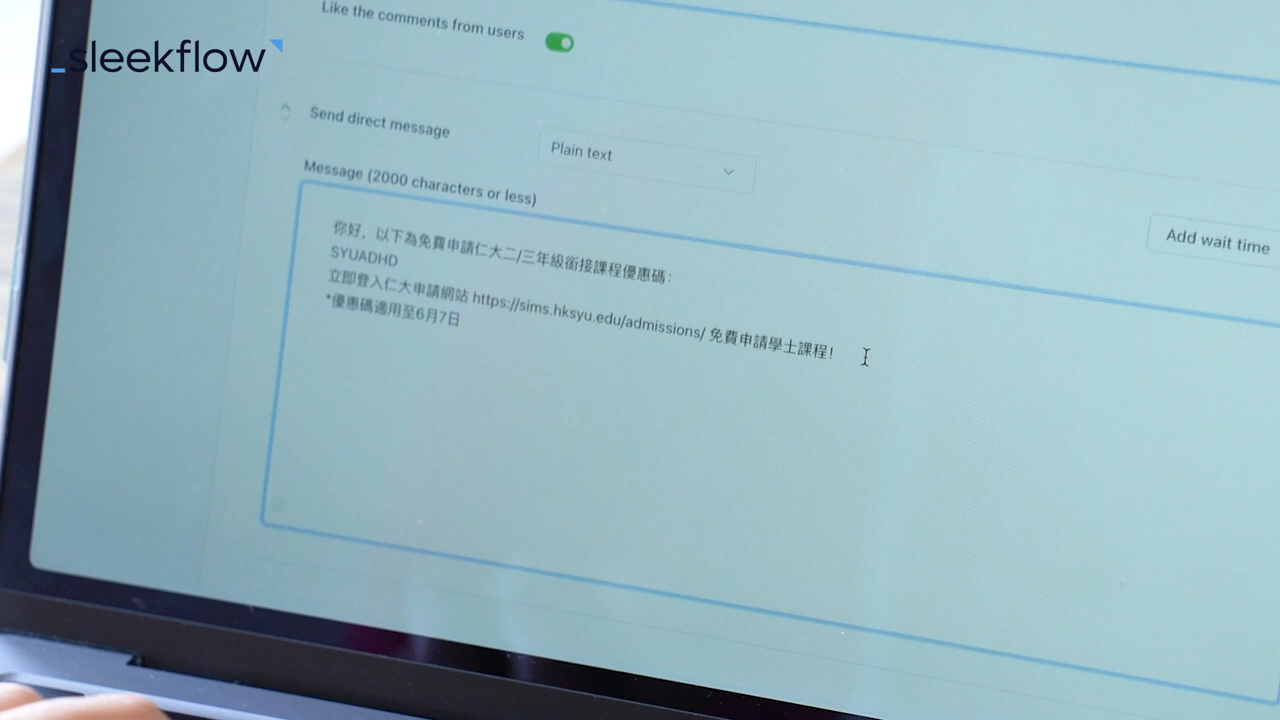 sleekflow
Like the comments from users
Send direct message
Plain text
Message (2000 characters or less)
Add wait time
你好，以下為免費申請仁大二/三年級銜接課程優惠碼：
SYUADHD
立即登入仁大申請網站 https://sims.hksyu.edu/admissions/ 免費申請學士課程！
*優惠碼適用至6月7日